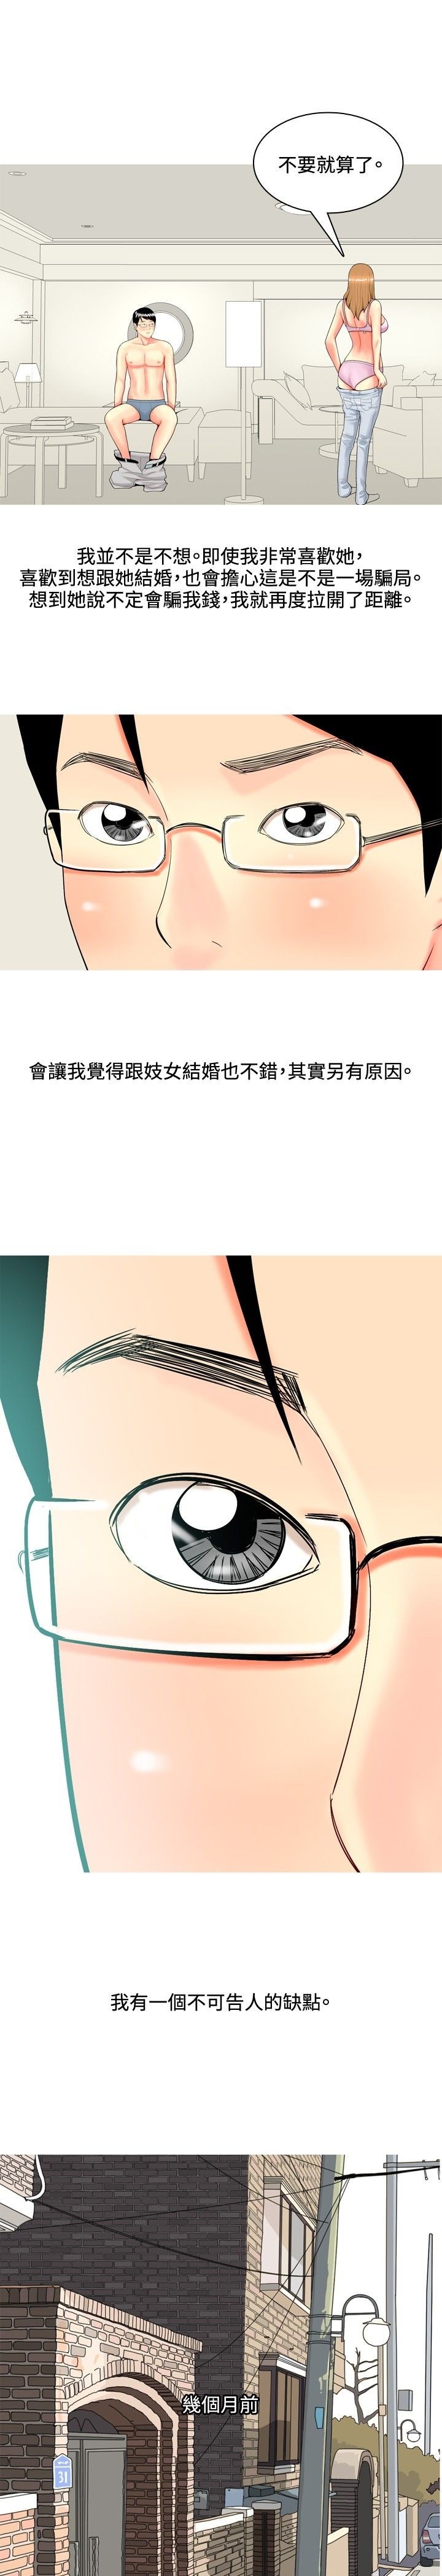 不要就算了。
我並不是不想。即使我非常喜歡她，
喜歡到想跟她結婚，也會擔心這是不是一場騙局。
想到她說不定會騙我錢，我就再度拉開了距離。
會讓我覺得跟妓女結婚也不錯，其實另有原因。
我有一個不可告人的缺點。
幾個月前
31